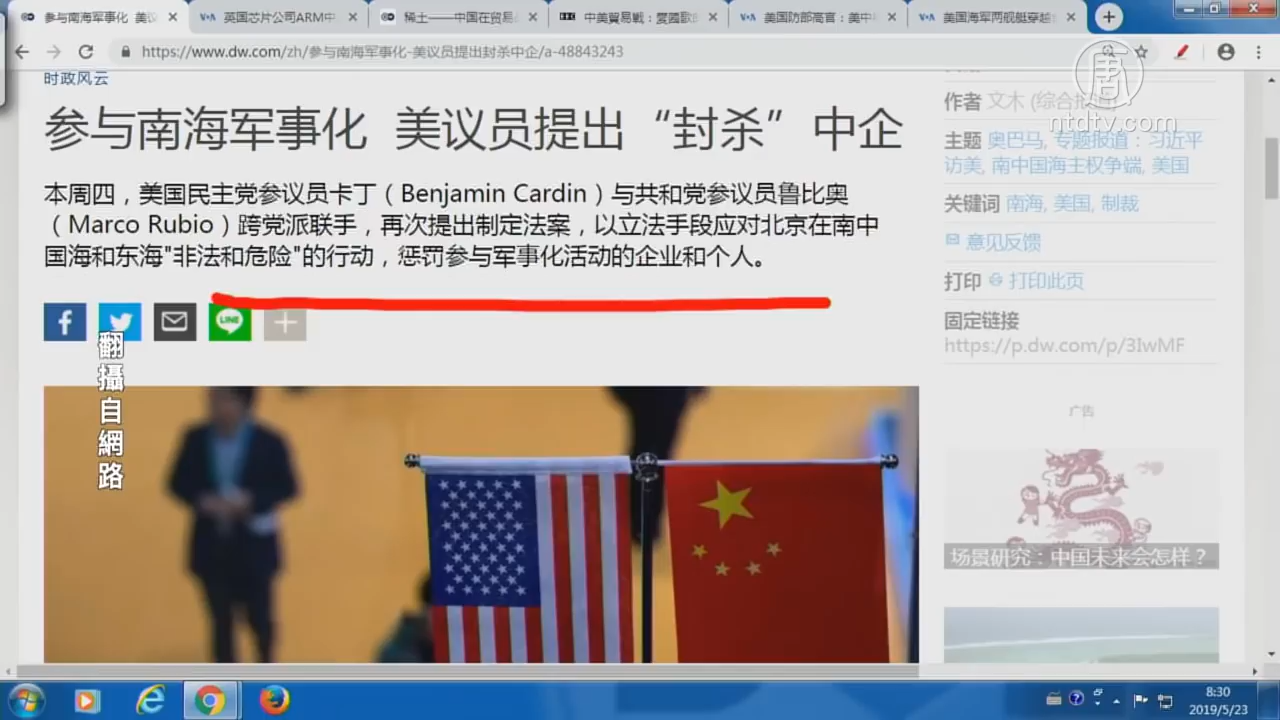 参与南海军事化 美议
英国芯片公司ARM中
稀土——中国在贸易
中美貿易戰：愛國歌
美国防部高官：美中
美国海军两舰艇穿越
https://www.dw.com/zh/参与南海军事化-美议员提出封杀中企/a-48843243
时政风云
参与南海军事化 美议员提出“封杀”中企
本周四，美国民主党参议员卡丁（Benjamin Cardin）与共和党参议员鲁比奥
（Marco Rubio）跨党派联手，再次提出制定法案，以立法手段应对北京在南中
国海和东海"非法和危险"的行动，惩罚参与军事化活动的企业和个人。
LINE
翻攝自網路
唐
ntdtv.com
作者 文木 (综合报道)
主题 奥巴马, 专题报道：习近平
访美, 南中国海主权争端, 美国
关键词 南海, 美国, 制裁
意见反馈
打印 打印此页
固定链接
https://p.dw.com/p/3IwMF
广告
场景研究：中国未来会怎样？
8:30
2019/5/23